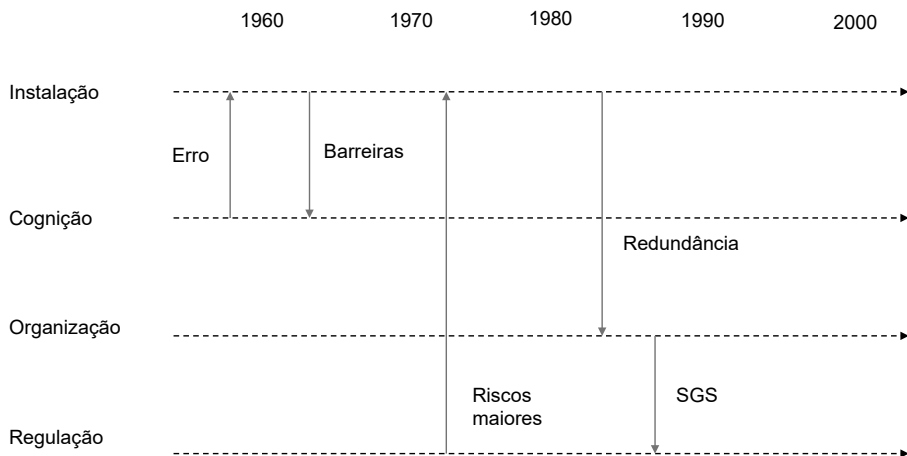 1960 1970 1980 1990 2000
Instalação
Erro
Barreiras
Cognição
Redundância
Organização
Riscos
maiores
SGS
Regulação